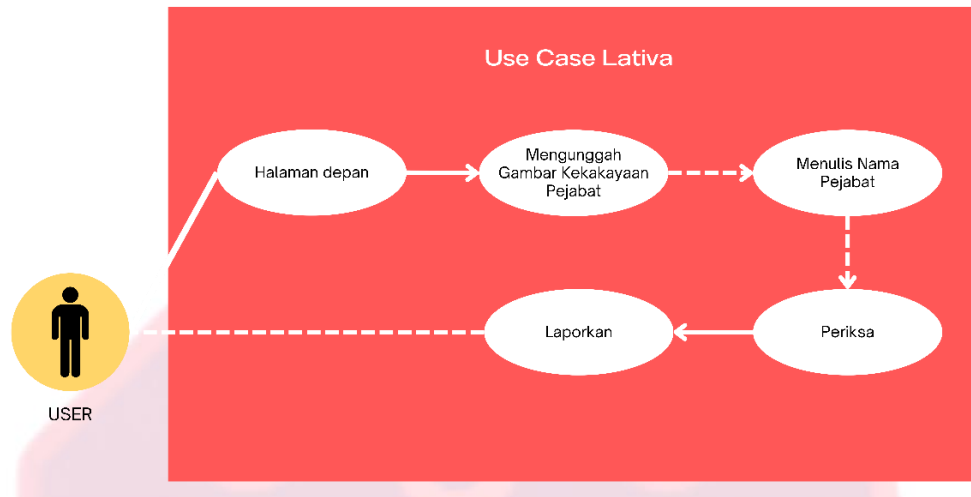 Use Case Lativa
Halaman depan
Mengunggah
Gambar Kekakayaan
Pejabat
Menulis Nama
Pejabat
Laporkan
Periksa
USER